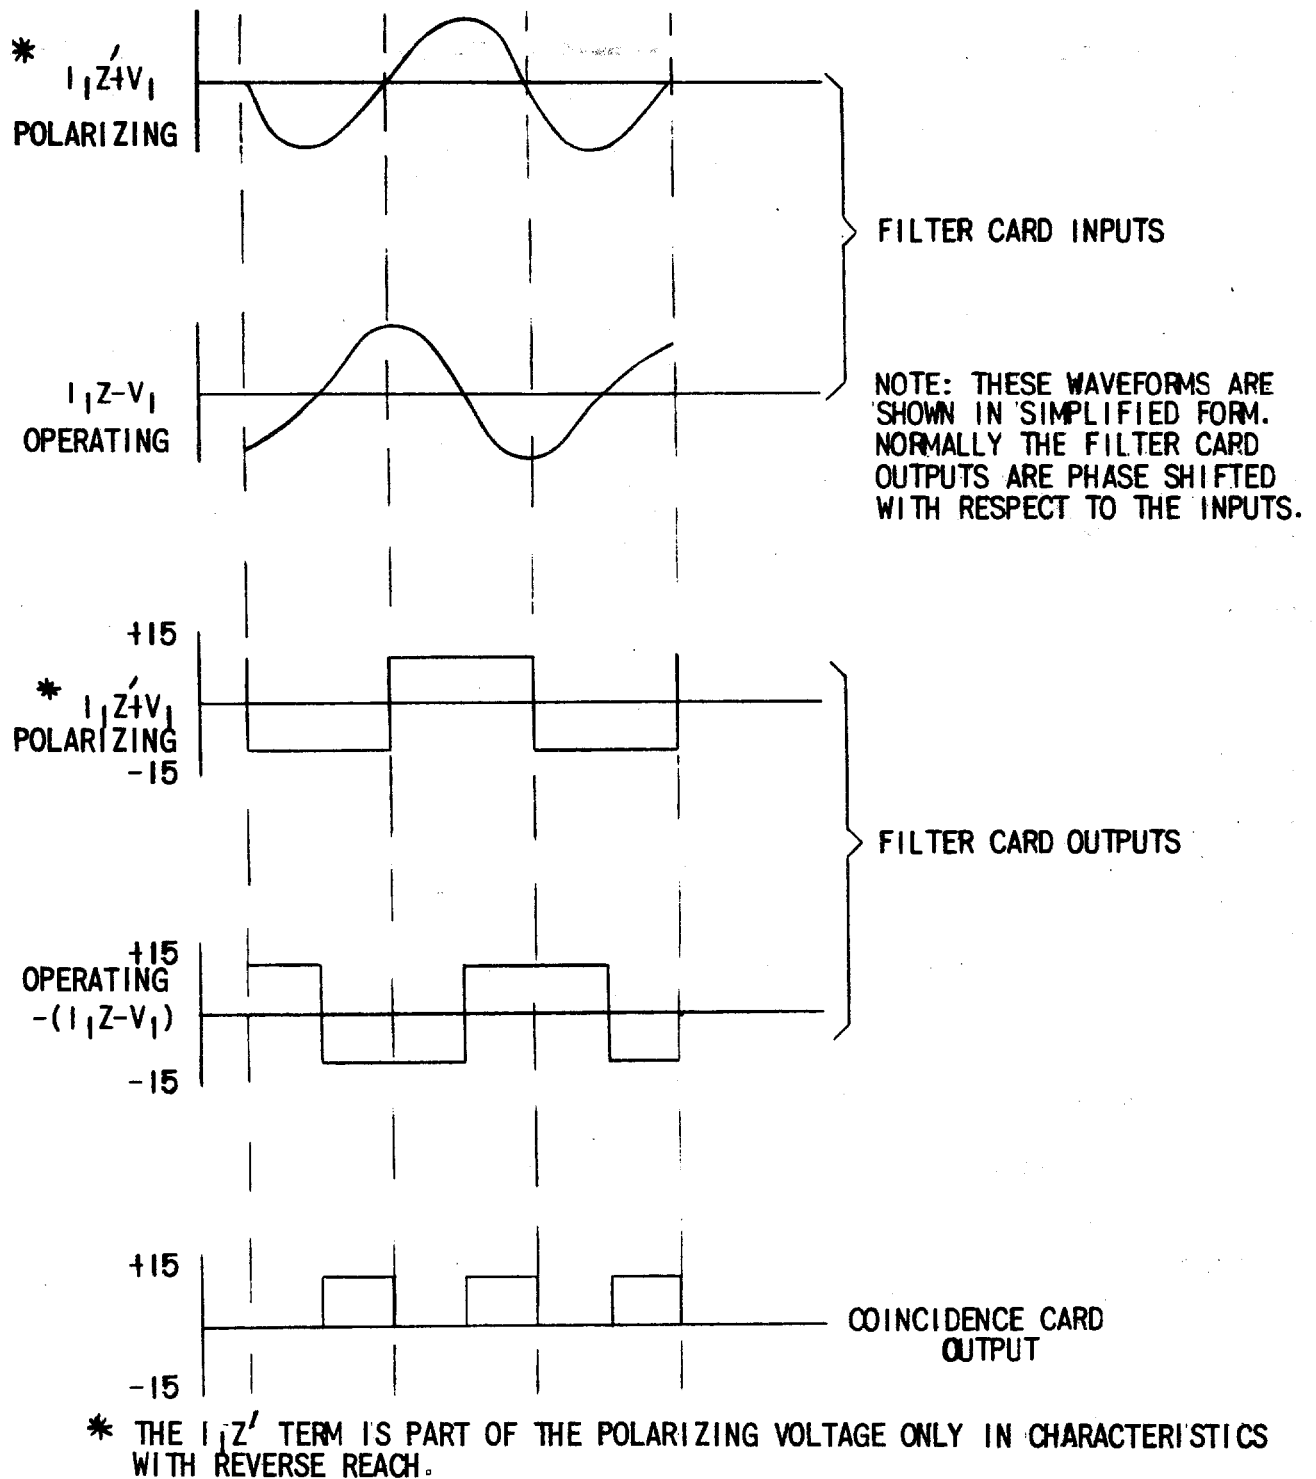 *
I₁Z′+V₁
POLARIZING
FILTER CARD INPUTS
I₁Z-V₁
OPERATING
NOTE: THESE WAVEFORMS ARE
SHOWN IN SIMPLIFIED FORM.
NORMALLY THE FILTER CARD
OUTPUTS ARE PHASE SHIFTED
WITH RESPECT TO THE INPUTS.
+15
* I₁Z′+V₁
POLARIZING
-15
FILTER CARD OUTPUTS
+15
OPERATING
-(I₁Z-V₁)
-15
+15
COINCIDENCE CARD
OUTPUT
-15
* THE I₁Z′ TERM IS PART OF THE POLARIZING VOLTAGE ONLY IN CHARACTERISTICS
WITH REVERSE REACH.